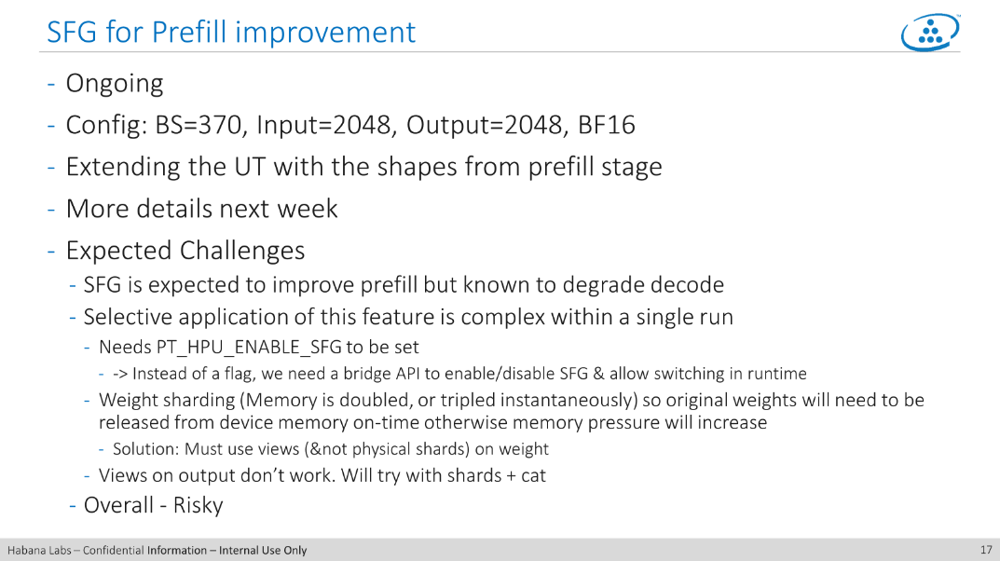 SFG for Prefill improvement
- Ongoing
- Config: BS=370, Input=2048, Output=2048, BF16
- Extending the UT with the shapes from prefill stage
- More details next week
- Expected Challenges
- SFG is expected to improve prefill but known to degrade decode
- Selective application of this feature is complex within a single run
- Needs PT_HPU_ENABLE_SFG to be set
- -> Instead of a flag, we need a bridge API to enable/disable SFG & allow switching in runtime
- Weight sharding (Memory is doubled, or tripled instantaneously) so original weights will need to be
released from device memory on-time otherwise memory pressure will increase
- Solution: Must use views (&not physical shards) on weight
- Views on output don’t work. Will try with shards + cat
- Overall - Risky
Habana Labs – Confidential Information – Internal Use Only
17